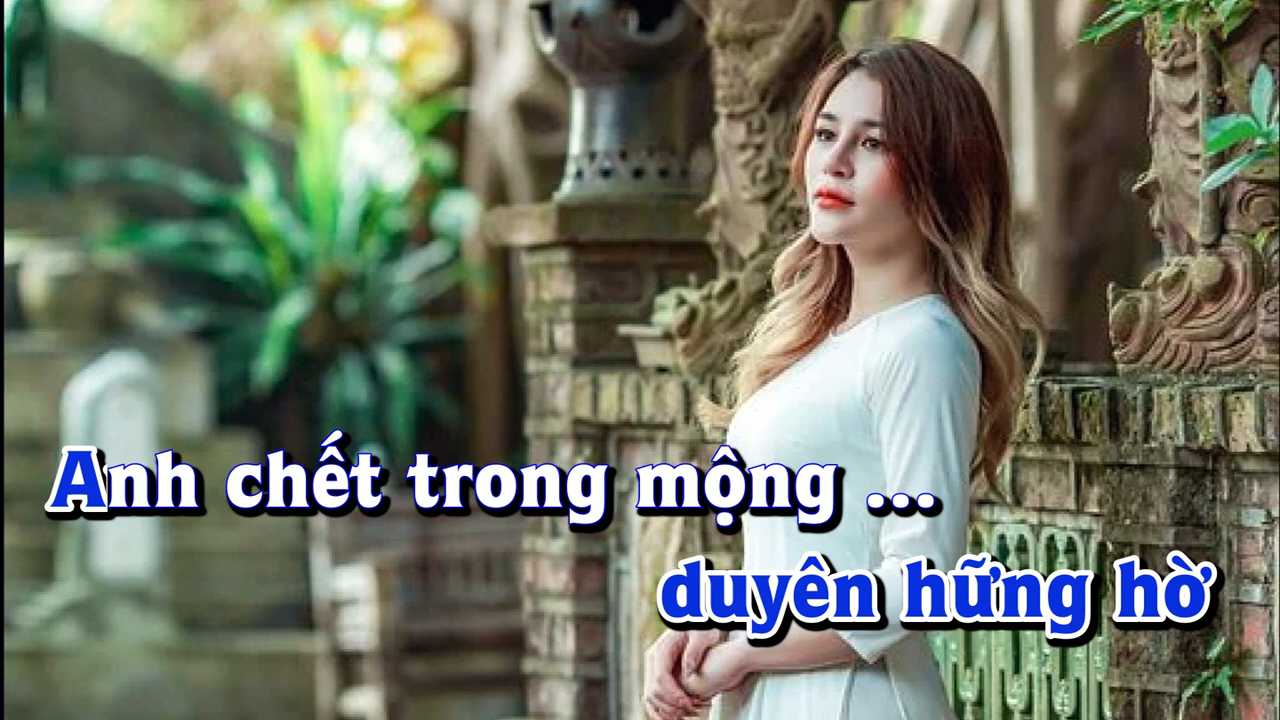 Anh chết trong mộng ...
duyên hững hờ